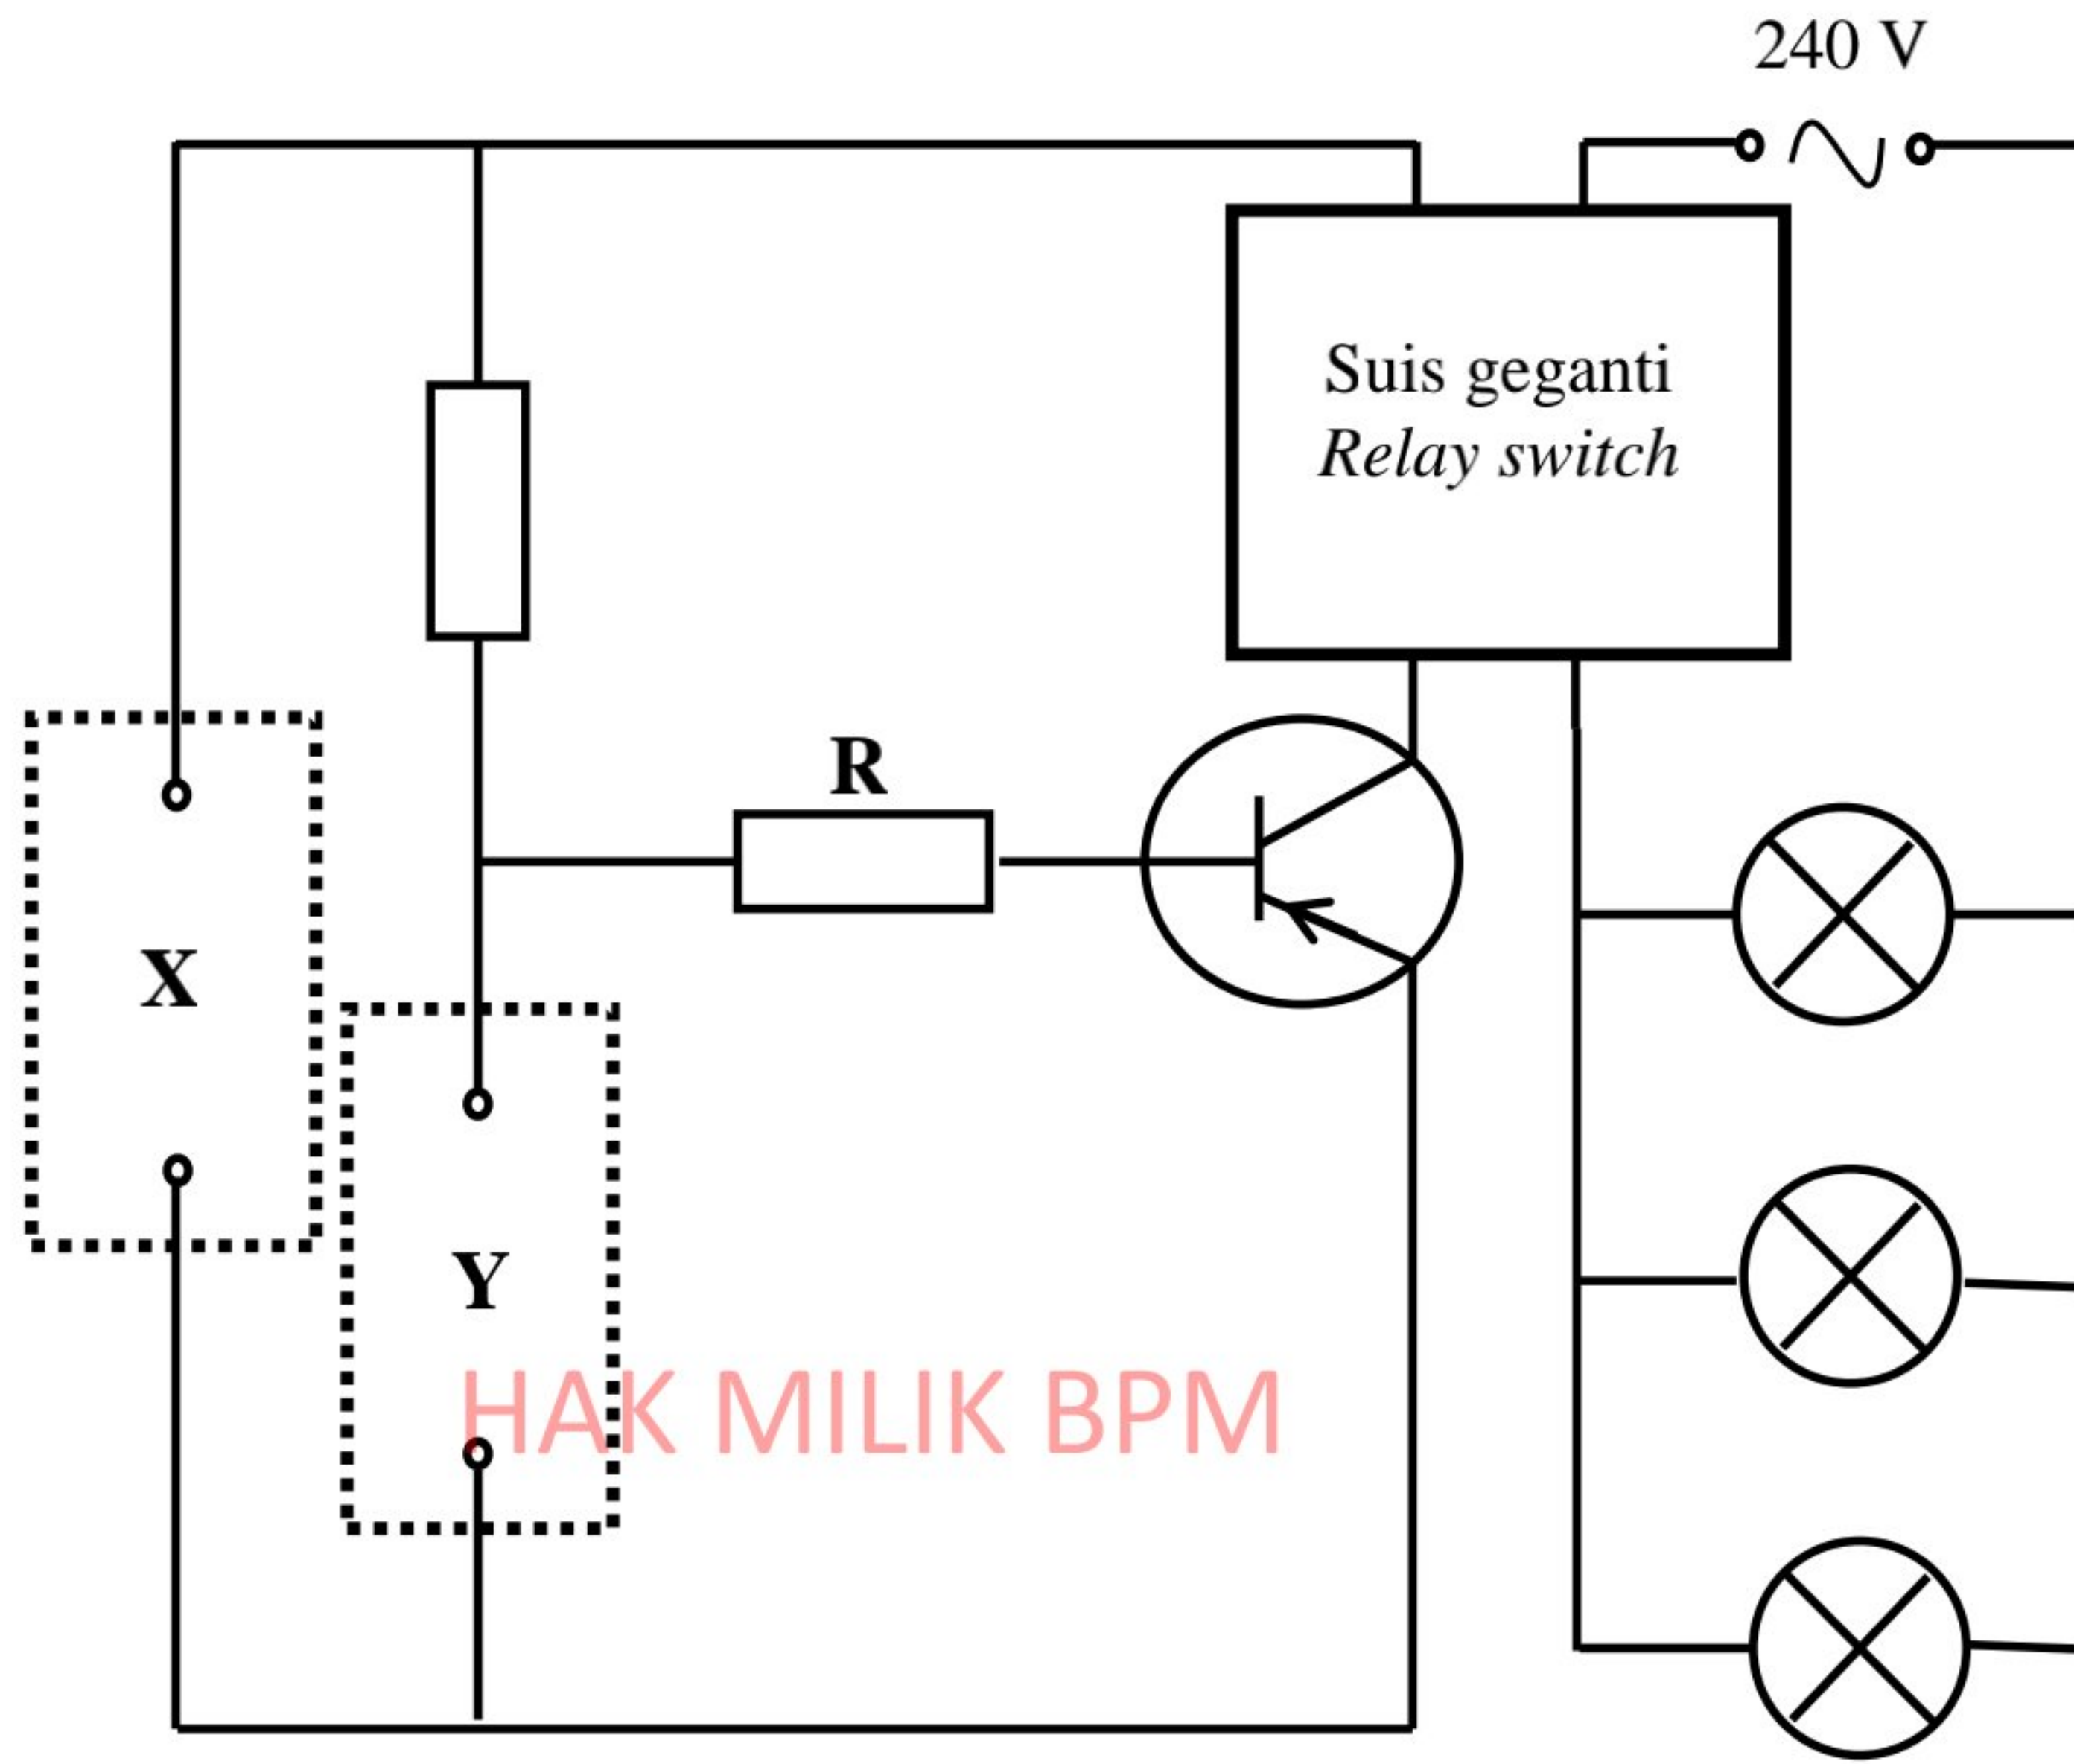 240 V
Suis geganti
Relay switch
R
X
Y
HAK MILIK BPM